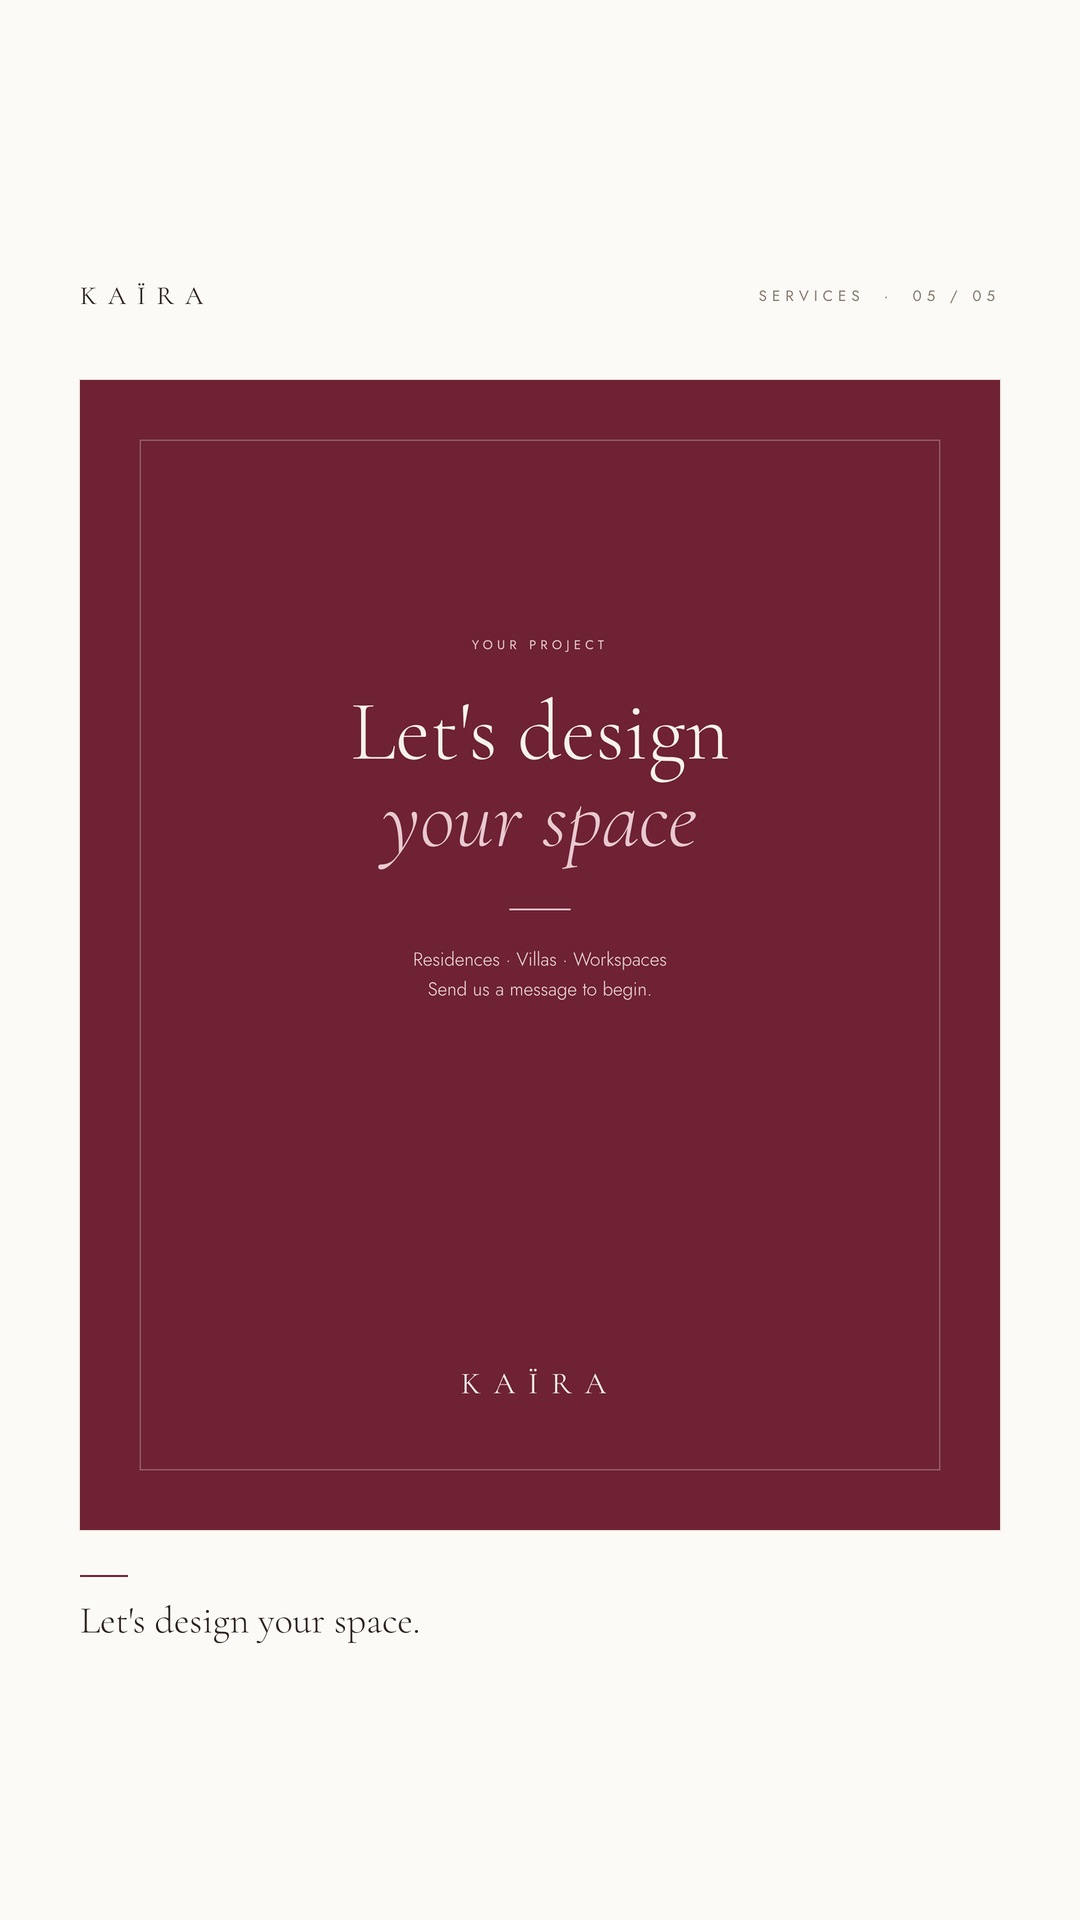 KAÏRA
SERVICES · 05 / 05
YOUR PROJECT
Let's design
your space
Residences · Villas · Workspaces
Send us a message to begin.
KAÏRA
Let's design your space.